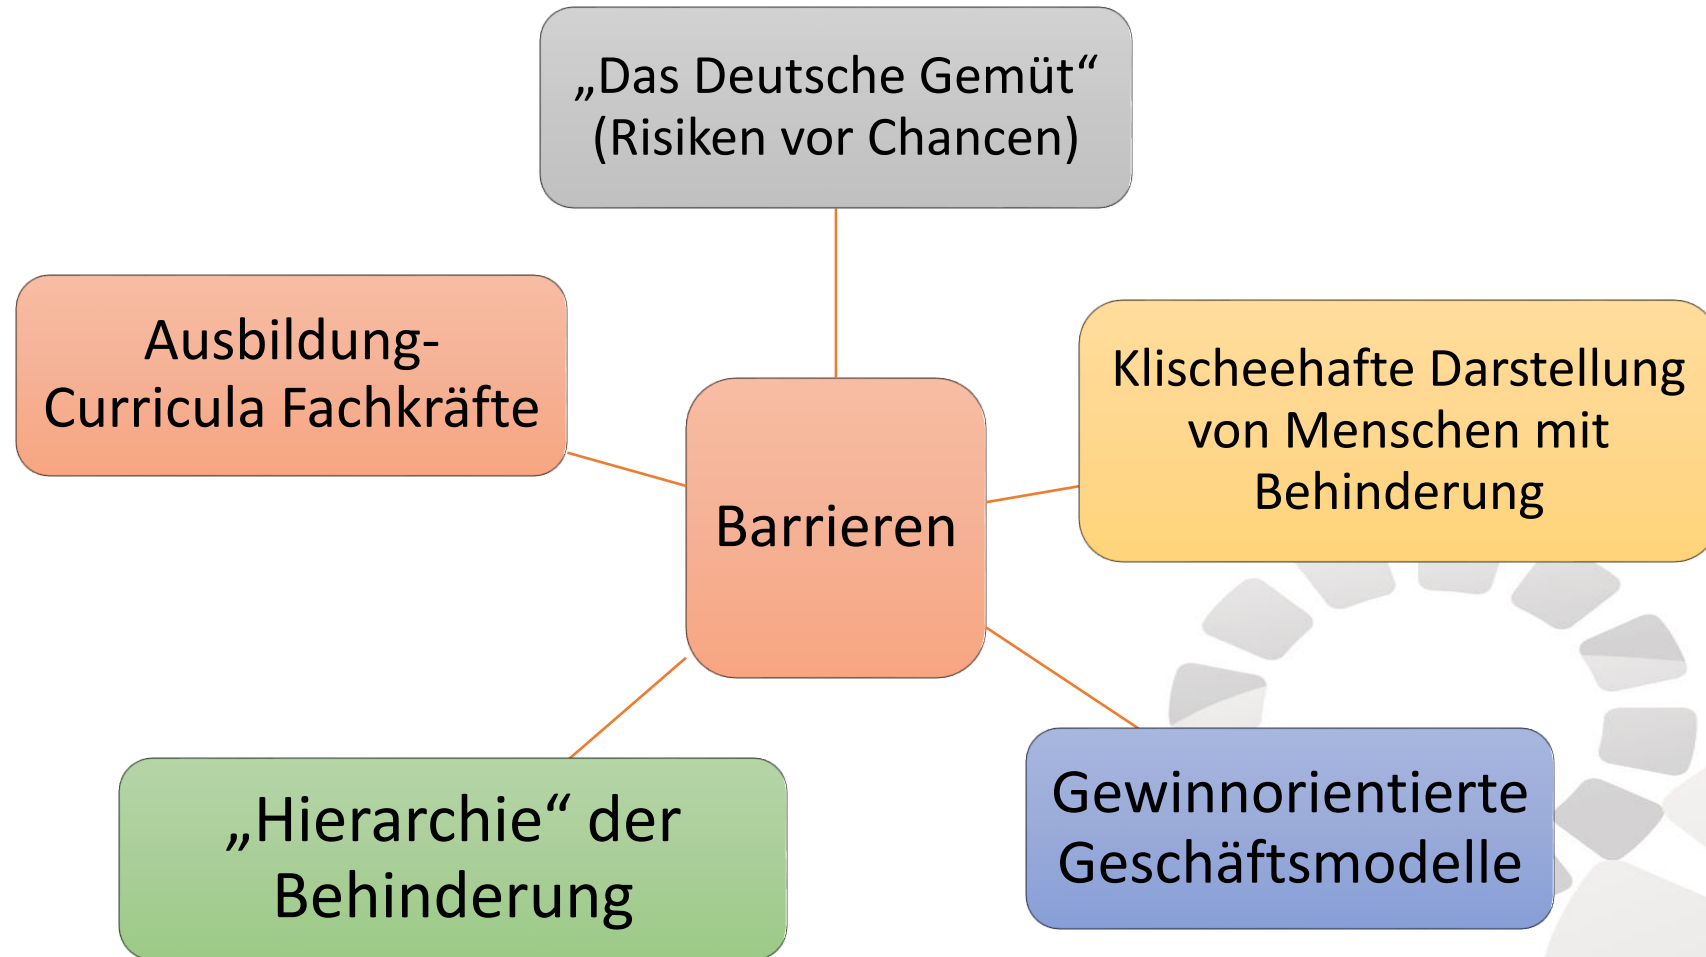 „Das Deutsche Gemüt“
(Risiken vor Chancen)
Ausbildung-
Curricula Fachkräfte
Klischeehafte Darstellung
von Menschen mit
Behinderung
Barrieren
„Hierarchie“ der
Behinderung
Gewinnorientierte
Geschäftsmodelle